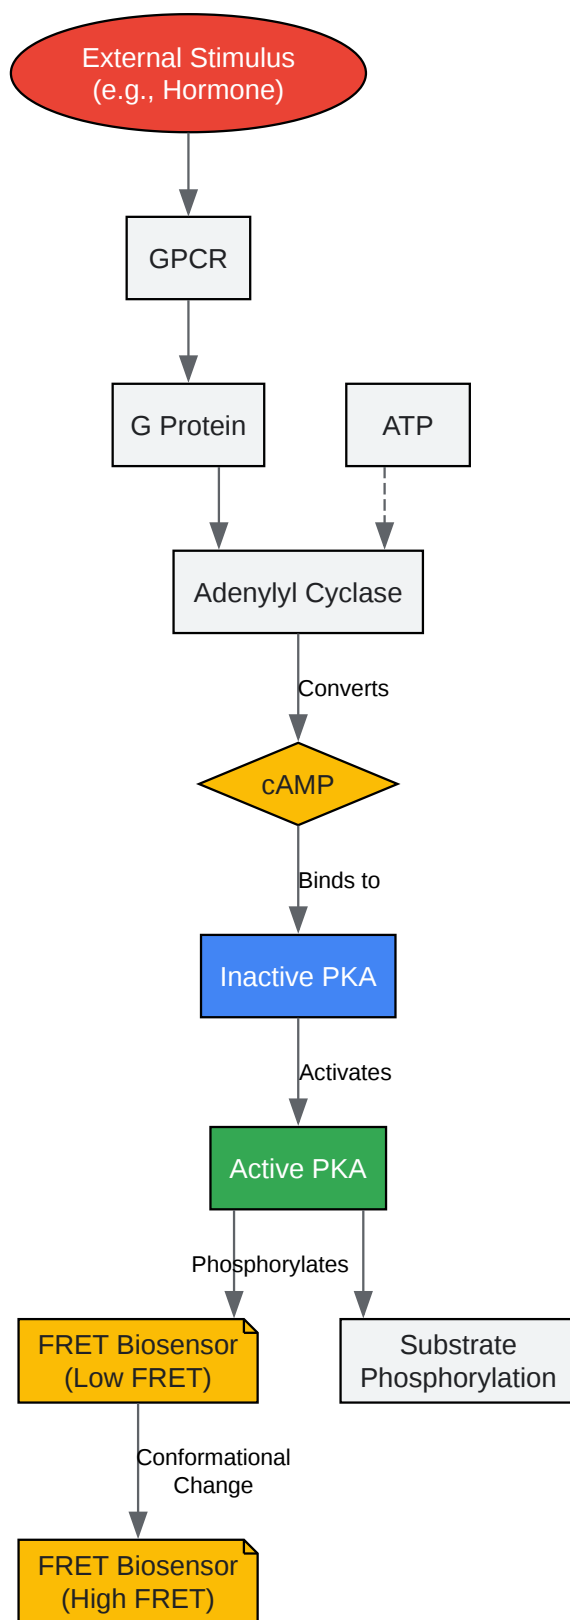 External Stimulus
(e.g., Hormone)
GPCR
G Protein
ATP
Adenylyl Cyclase
Converts
cAMP
Binds to
Inactive PKA
Activates
Active PKA
Phosphorylates
FRET Biosensor
(Low FRET)
Substrate
Phosphorylation
Conformational
Change
FRET Biosensor
(High FRET)